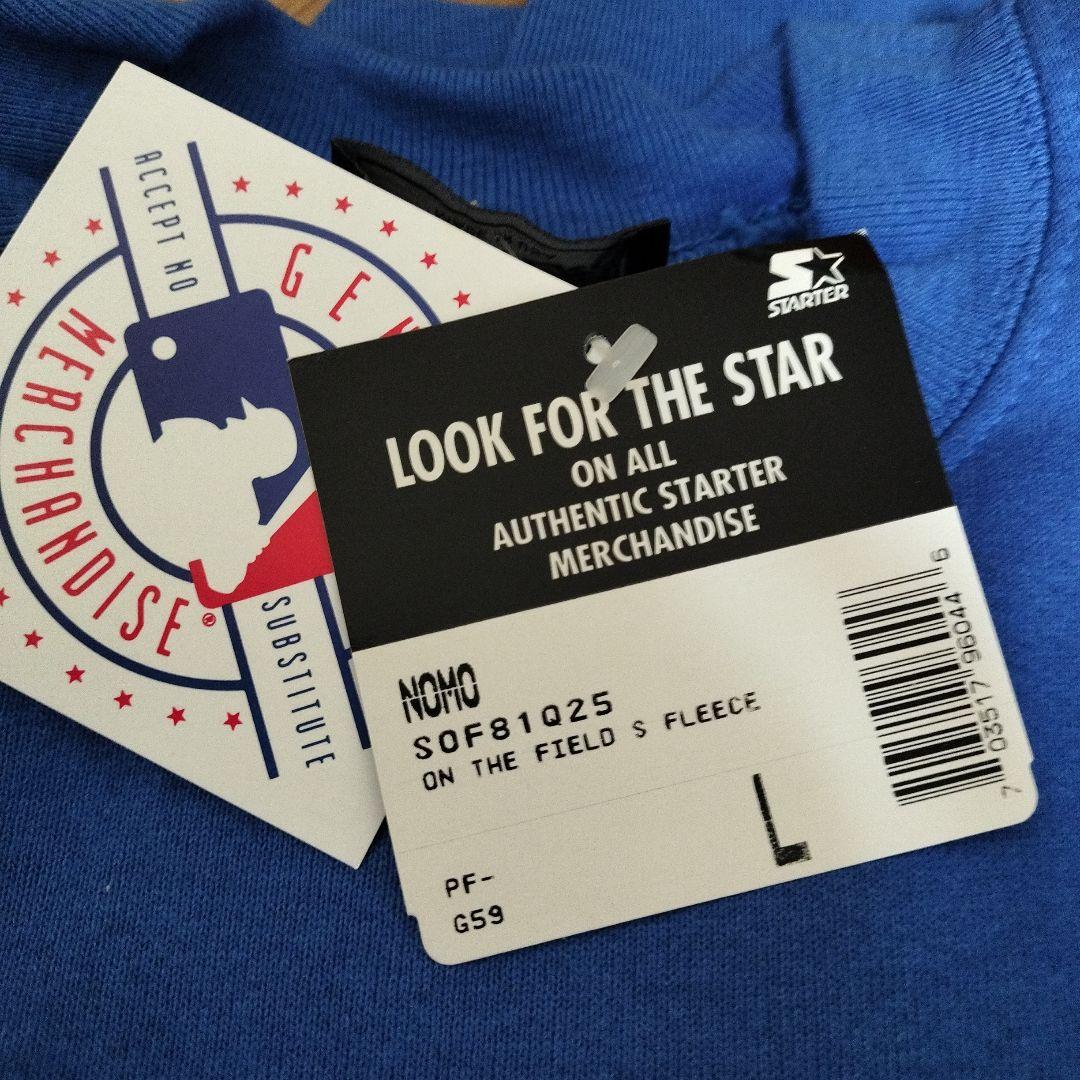 ACCEPT NO
MERCHANDISE®
SUBSTITUTE
STARTER
LOOK FOR THE STAR
ON ALL
AUTHENTIC STARTER
MERCHANDISE
NOMO
SOF81Q25
ON THE FIELD S FLEECE
L
PF-
G59
7 03517 96044 6